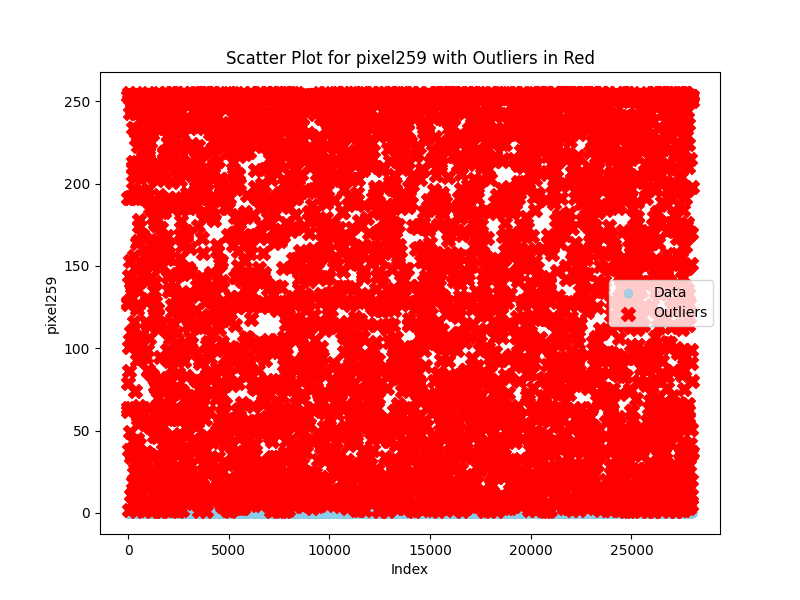 Scatter Plot for pixel259 with Outliers in Red
250
200
150
100
50
0
pixel259
Data
Outliers
0 5000 10000 15000 20000 25000
Index